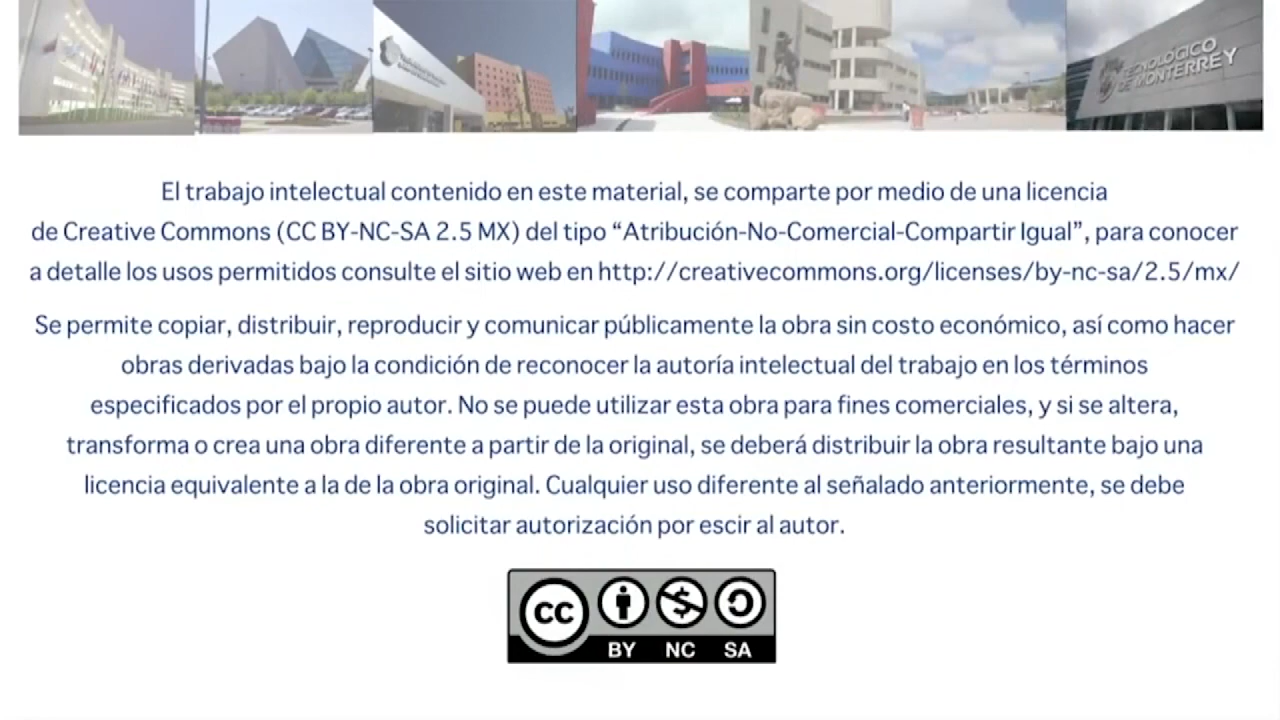 TECNOLÓGICO
DE MONTERREY
El trabajo intelectual contenido en este material, se comparte por medio de una licencia
de Creative Commons (CC BY-NC-SA 2.5 MX) del tipo “Atribución-No-Comercial-Compartir Igual”, para conocer
a detalle los usos permitidos consulte el sitio web en http://creativecommons.org/licenses/by-nc-sa/2.5/mx/
Se permite copiar, distribuir, reproducir y comunicar públicamente la obra sin costo económico, así como hacer
obras derivadas bajo la condición de reconocer la autoría intelectual del trabajo en los términos
especificados por el propio autor. No se puede utilizar esta obra para fines comerciales, y si se altera,
transforma o crea una obra diferente a partir de la original, se deberá distribuir la obra resultante bajo una
licencia equivalente a la de la obra original. Cualquier uso diferente al señalado anteriormente, se debe
solicitar autorización por escir al autor.
cc
BY NC SA